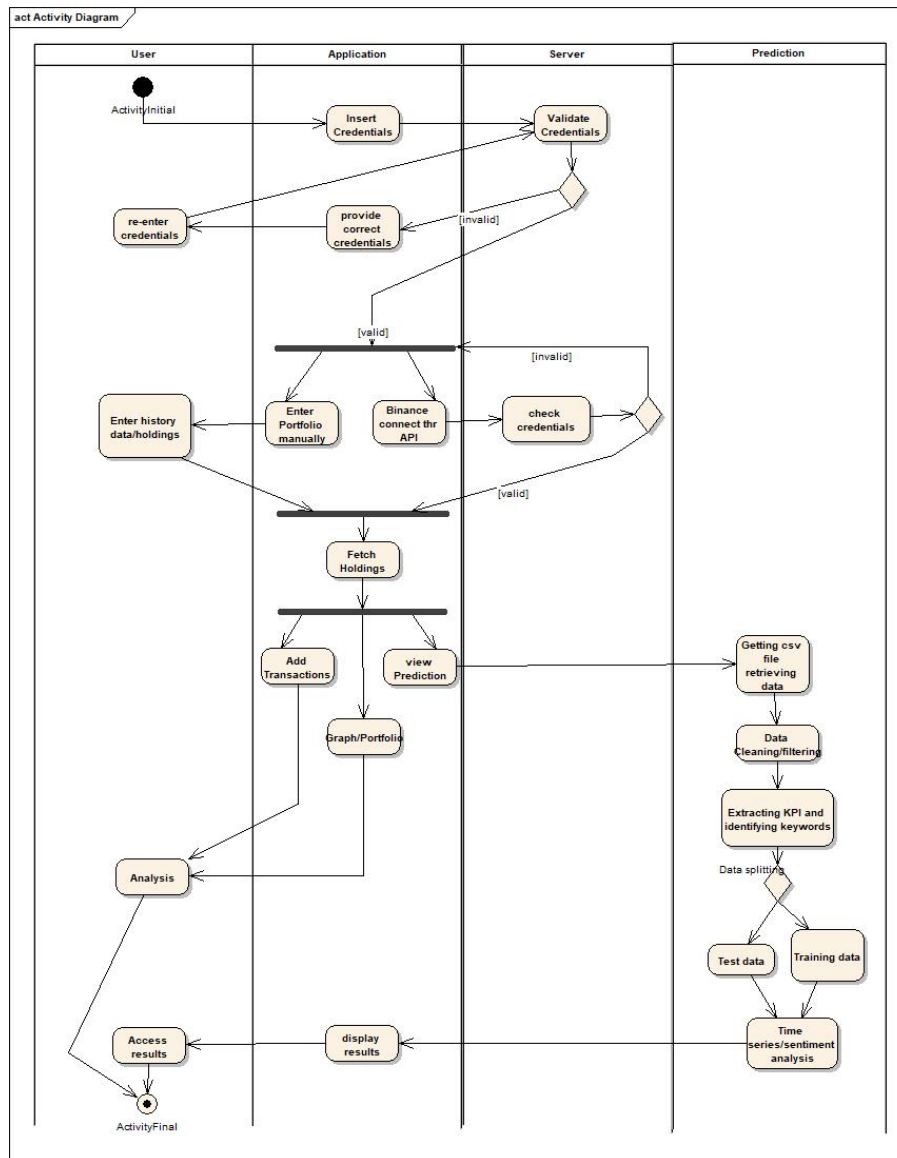 act Activity Diagram
User
Application
Server
Prediction
ActivityInitial
Insert
Credentials
Validate
Credentials
re-enter
credentials
provide
correct
credentials
[invalid]
[valid]
[invalid]
Enter history
data/holdings
Enter
Portfolio
manually
Binance
connect thr
API
check
credentials
[valid]
Fetch
Holdings
Add
Transactions
view
Prediction
Getting csv
file
retrieving
data
Graph/Portfolio
Data
Cleaning/filtering
Extracting KPI and
identifying keywords
Data splitting
Analysis
Test data
Training data
Access
results
display
results
Time
series/sentiment
analysis
ActivityFinal